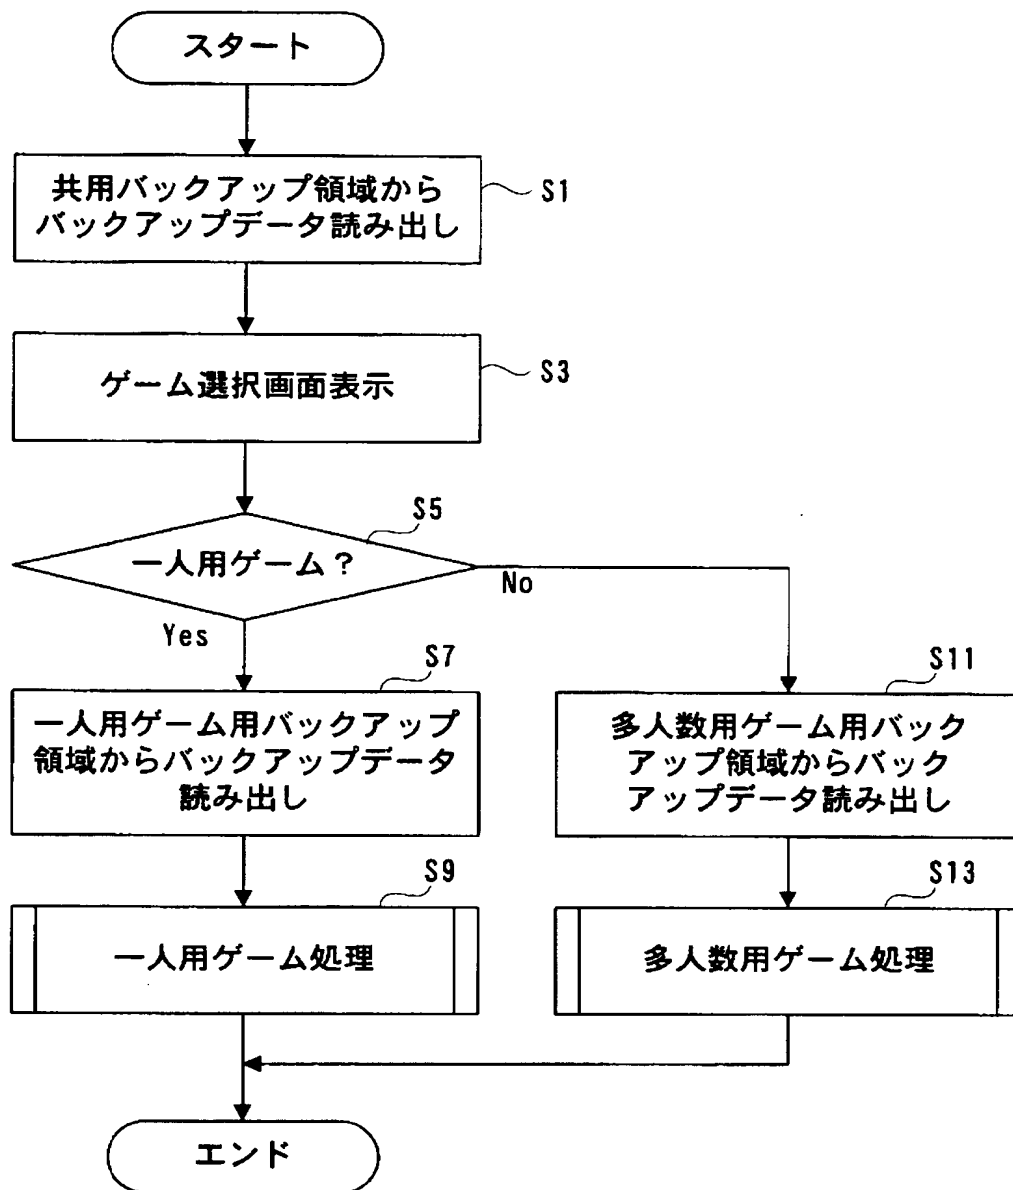 スタート
共用バックアップ領域から
バックアップデータ読み出し
S1
ゲーム選択画面表示
S3
S5
一人用ゲーム？
No
Yes
S7
一人用ゲーム用バックアップ
領域からバックアップデータ
読み出し
S11
多人数用ゲーム用バック
アップ領域からバック
アップデータ読み出し
S9
一人用ゲーム処理
S13
多人数用ゲーム処理
エンド